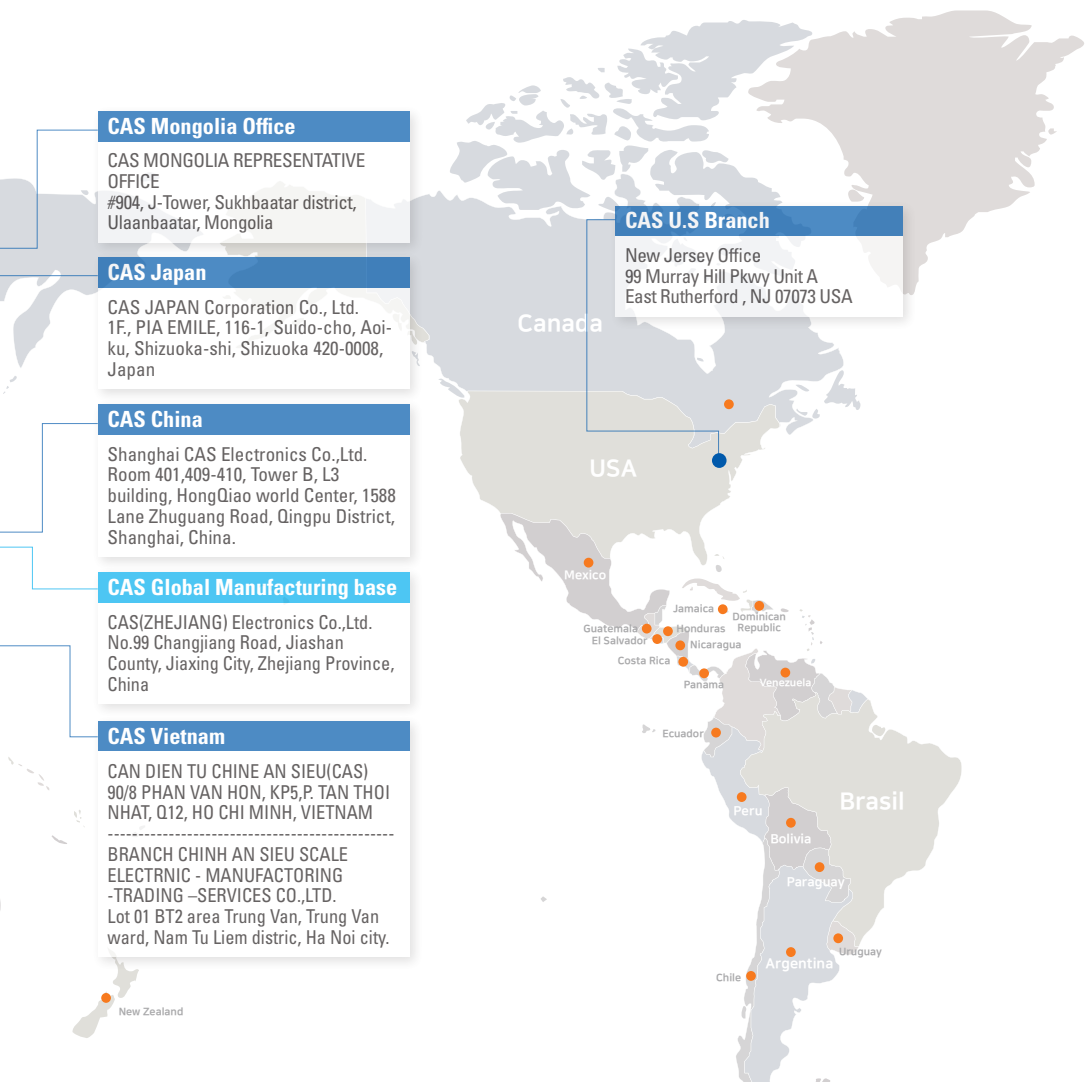 CAS Mongolia Office
CAS MONGOLIA REPRESENTATIVE
OFFICE
#904, J-Tower, Sukhbaatar district,
Ulaanbaatar, Mongolia
CAS Japan
CAS JAPAN Corporation Co., Ltd.
1F., PIA EMILE, 116-1, Suido-cho, Aoi-
ku, Shizuoka-shi, Shizuoka 420-0008,
Japan
CAS China
Shanghai CAS Electronics Co.,Ltd.
Room 401,409-410, Tower B, L3
building, HongQiao world Center, 1588
Lane Zhuguang Road, Qingpu District,
Shanghai, China.
CAS Global Manufacturing base
CAS(ZHEJIANG) Electronics Co.,Ltd.
No.99 Changjiang Road, Jiashan
County, Jiaxing City, Zhejiang Province,
China
CAS Vietnam
CAN DIEN TU CHINE AN SIEU(CAS)
90/8 PHAN VAN HON, KP5,P. TAN THOI
NHAT, Q12, HO CHI MINH, VIETNAM
-----------------------------------------------
BRANCH CHINH AN SIEU SCALE
ELECTRNIC - MANUFACTORING
-TRADING –SERVICES CO.,LTD.
Lot 01 BT2 area Trung Van, Trung Van
ward, Nam Tu Liem distric, Ha Noi city.
New Zealand
CAS U.S Branch
New Jersey Office
99 Murray Hill Pkwy Unit A
East Rutherford , NJ 07073 USA
Canada
USA
Mexico
Jamaica
Dominican
Republic
Guatemala
Honduras
El Salvador
Nicaragua
Costa Rica
Panama
Venezuela
Ecuador
Brasil
Peru
Bolivia
Paraguay
Uruguay
Argentina
Chile